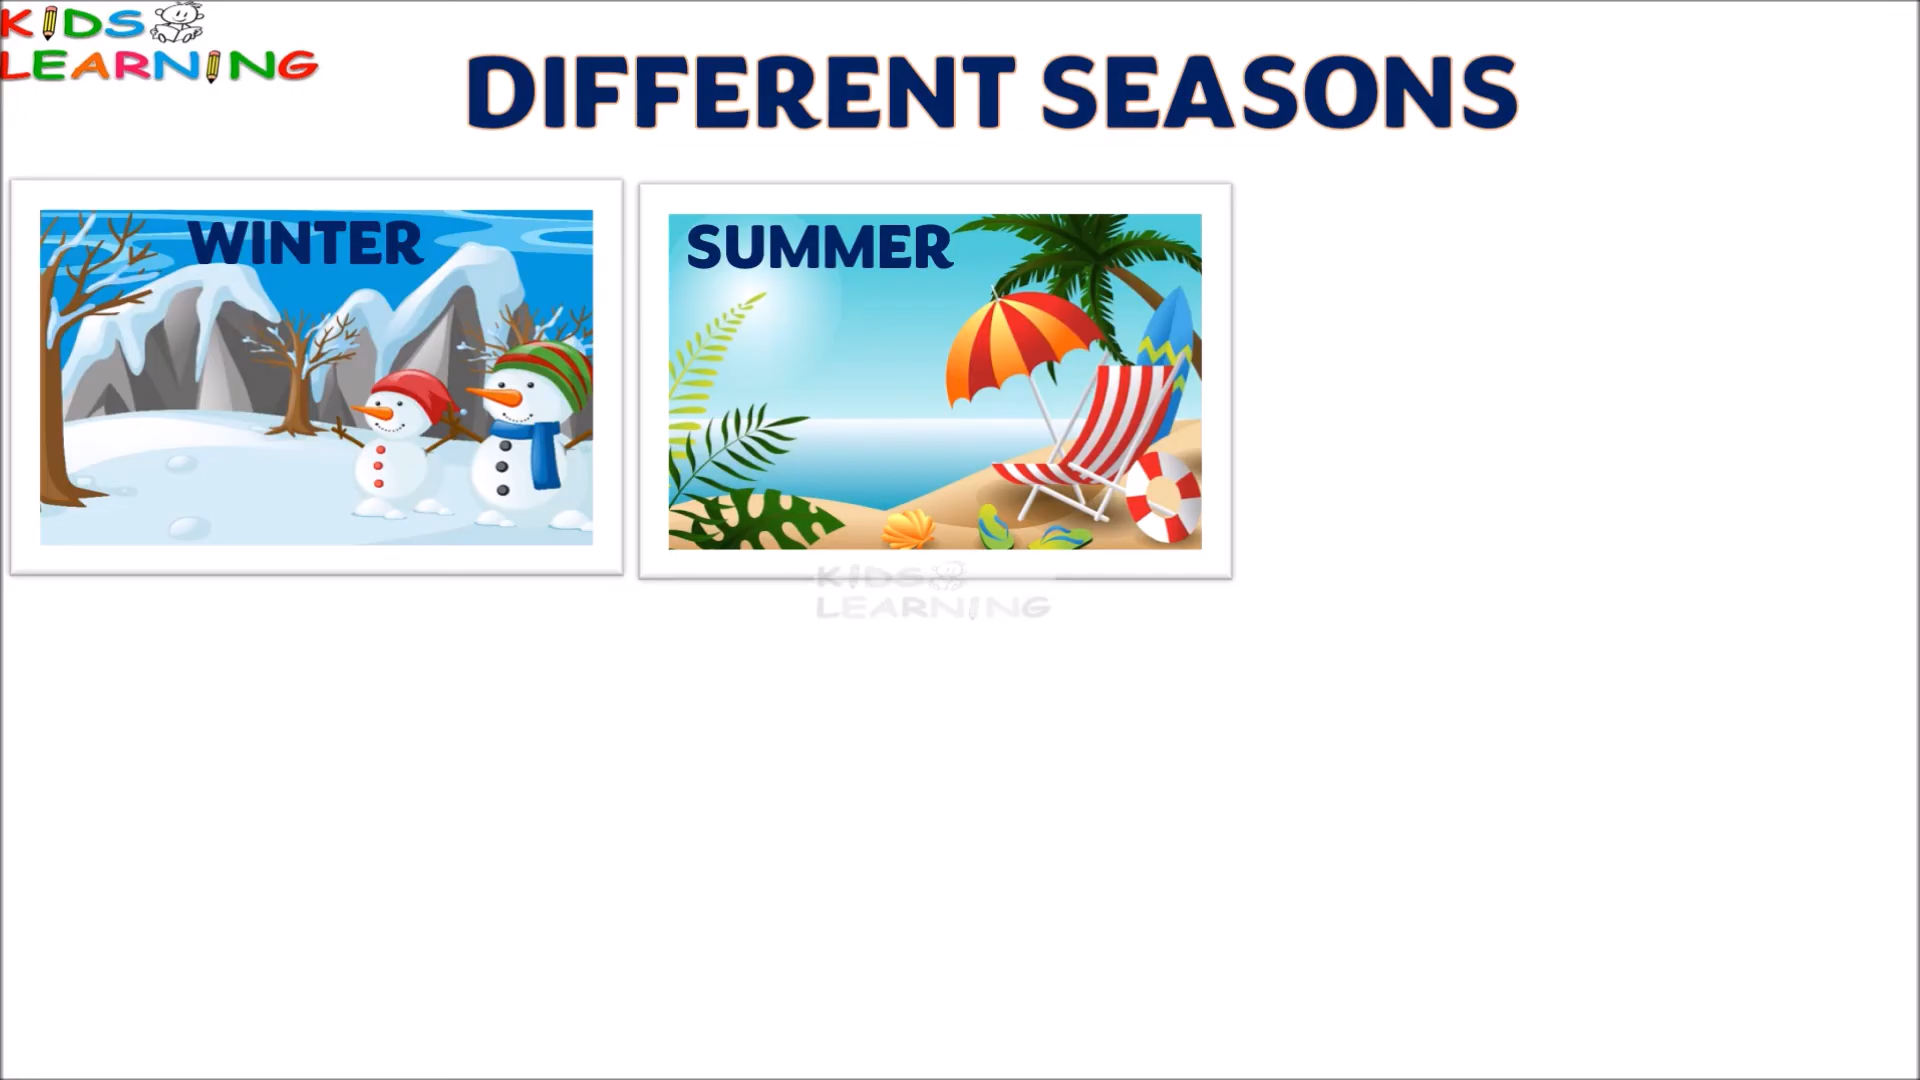 KIDS
LEARNING
DIFFERENT SEASONS
WINTER
SUMMER
KIDS
LEARNING